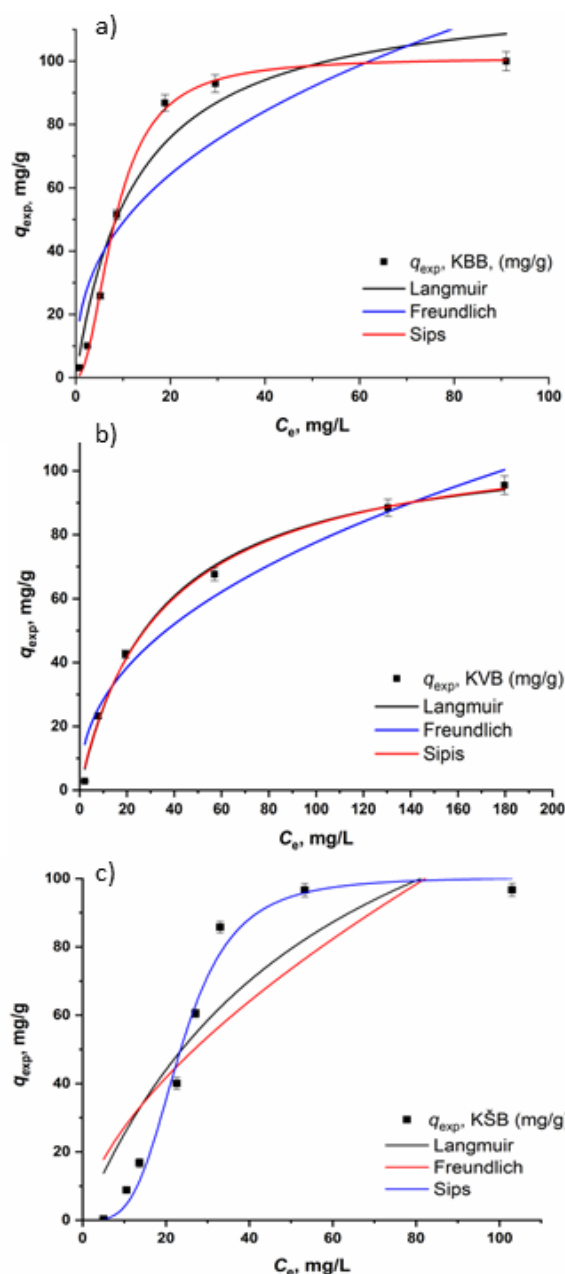 a)
q_exp, mg/g
120
100
80
60
40
20
0
q_exp, KBB, (mg/g)
Langmuir
Freundlich
Sips
0 20 40 60 80 100
C_e, mg/L
b)
q_exp, mg/g
100
80
60
40
20
0
q_exp, KVB (mg/g)
Langmuir
Freundlich
Sipis
0 20 40 60 80 100 120 140 160 180 200
C_e, mg/L
c)
q_exp, mg/g
100
80
60
40
20
0
q_exp, KŠB (mg/g)
Langmuir
Freundlich
Sips
0 20 40 60 80 100
C_e, mg/L